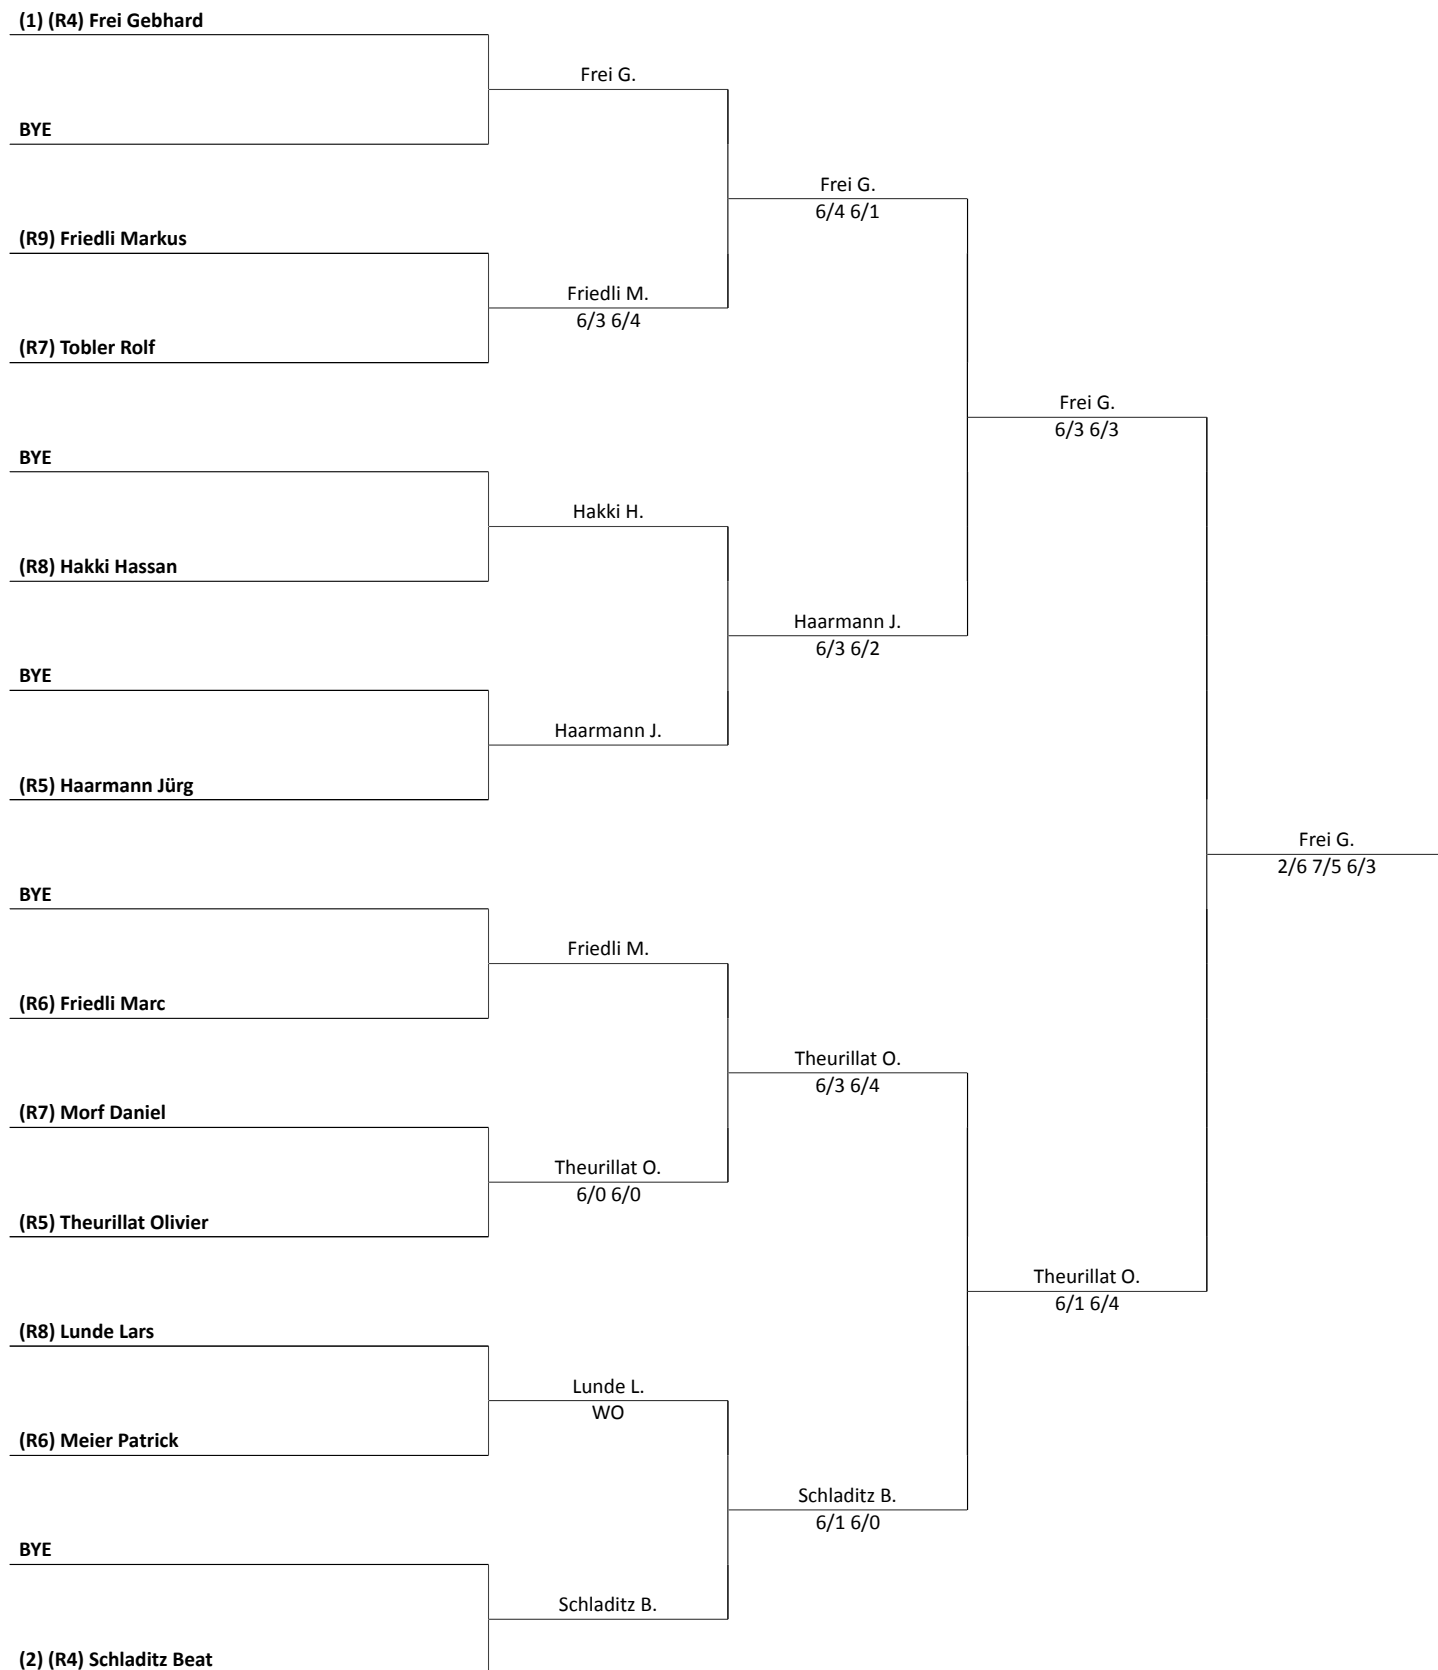 (1) (R4) Frei Gebhard
Frei G.
BYE
Frei G.
6/4 6/1
(R9) Friedli Markus
Friedli M.
6/3 6/4
(R7) Tobler Rolf
Frei G.
6/3 6/3
BYE
Hakki H.
(R8) Hakki Hassan
Haarmann J.
6/3 6/2
BYE
Haarmann J.
(R5) Haarmann Jürg
Frei G.
2/6 7/5 6/3
BYE
Friedli M.
(R6) Friedli Marc
Theurillat O.
6/3 6/4
(R7) Morf Daniel
Theurillat O.
6/0 6/0
(R5) Theurillat Olivier
Theurillat O.
6/1 6/4
(R8) Lunde Lars
Lunde L.
WO
(R6) Meier Patrick
Schladitz B.
6/1 6/0
BYE
Schladitz B.
(2) (R4) Schladitz Beat